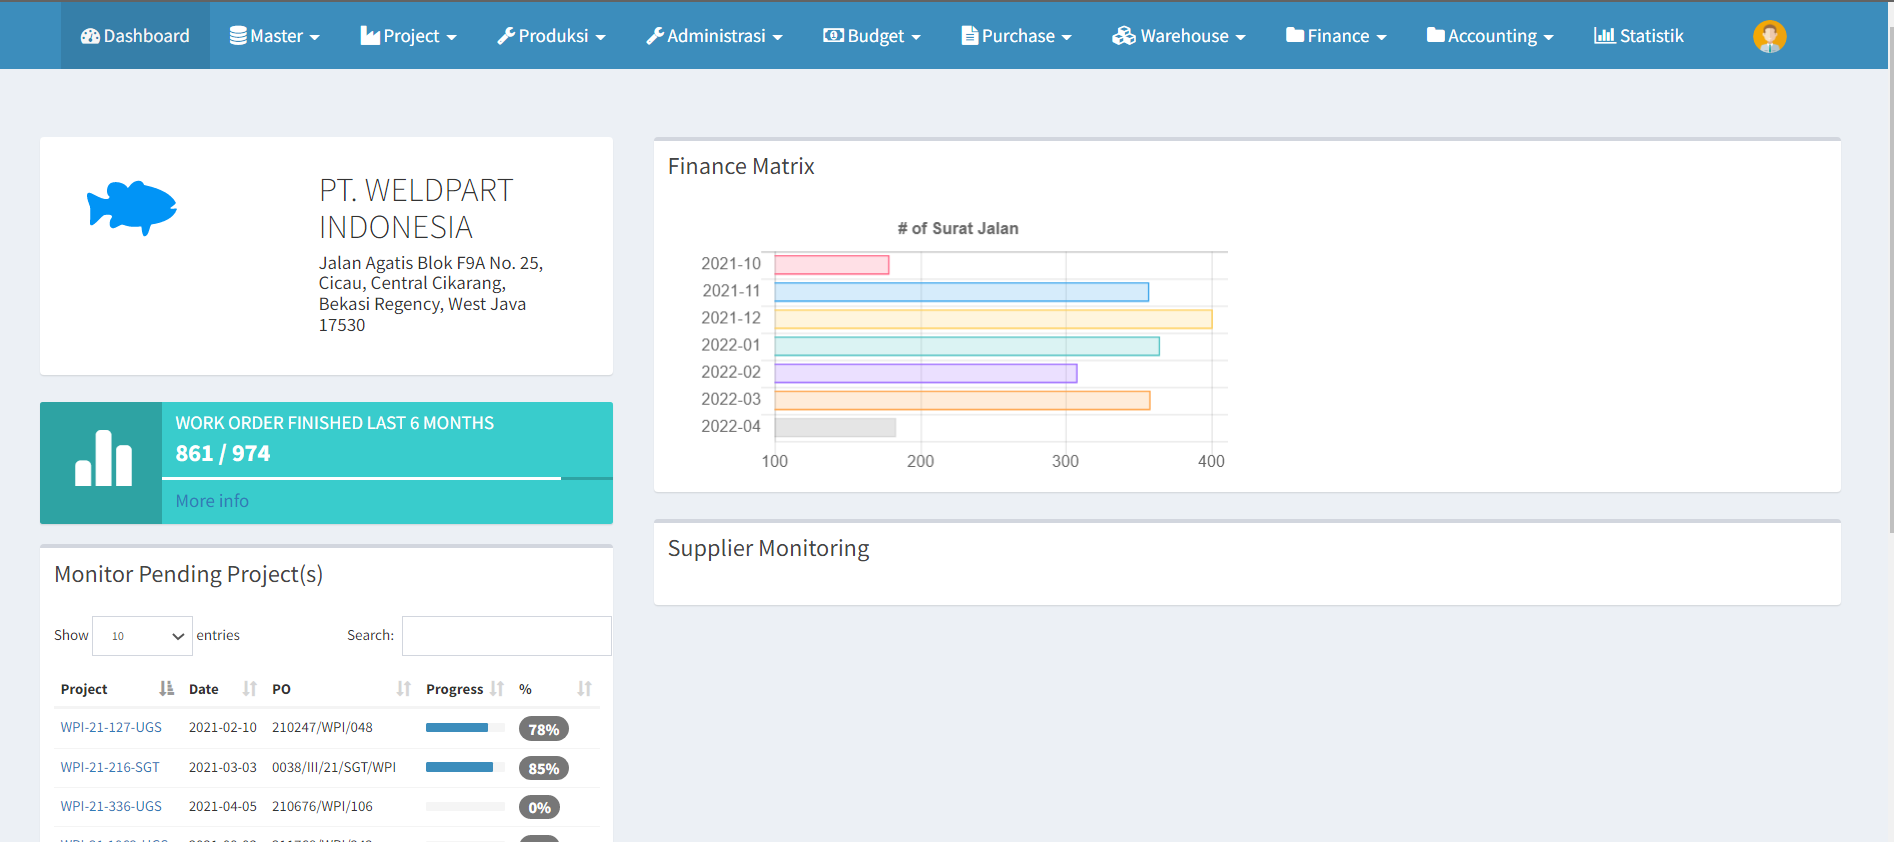 Dashboard Master Project Produksi Administrasi Budget Purchase Warehouse Finance Accounting Statistik
PT. WELDPART
INDONESIA
Jalan Agatis Blok F9A No. 25,
Cicau, Central Cikarang,
Bekasi Regency, West Java
17530
WORK ORDER FINISHED LAST 6 MONTHS
861 / 974
More info
Monitor Pending Project(s)
Show 10 entries Search:
Project Date PO Progress %
WPI-21-127-UGS 2021-02-10 210247/WPI/048 78%
WPI-21-216-SGT 2021-03-03 0038/III/21/SGT/WPI 85%
WPI-21-336-UGS 2021-04-05 210676/WPI/106 0%
Finance Matrix
# of Surat Jalan
2021-10
2021-11
2021-12
2022-01
2022-02
2022-03
2022-04
100 200 300 400
Supplier Monitoring